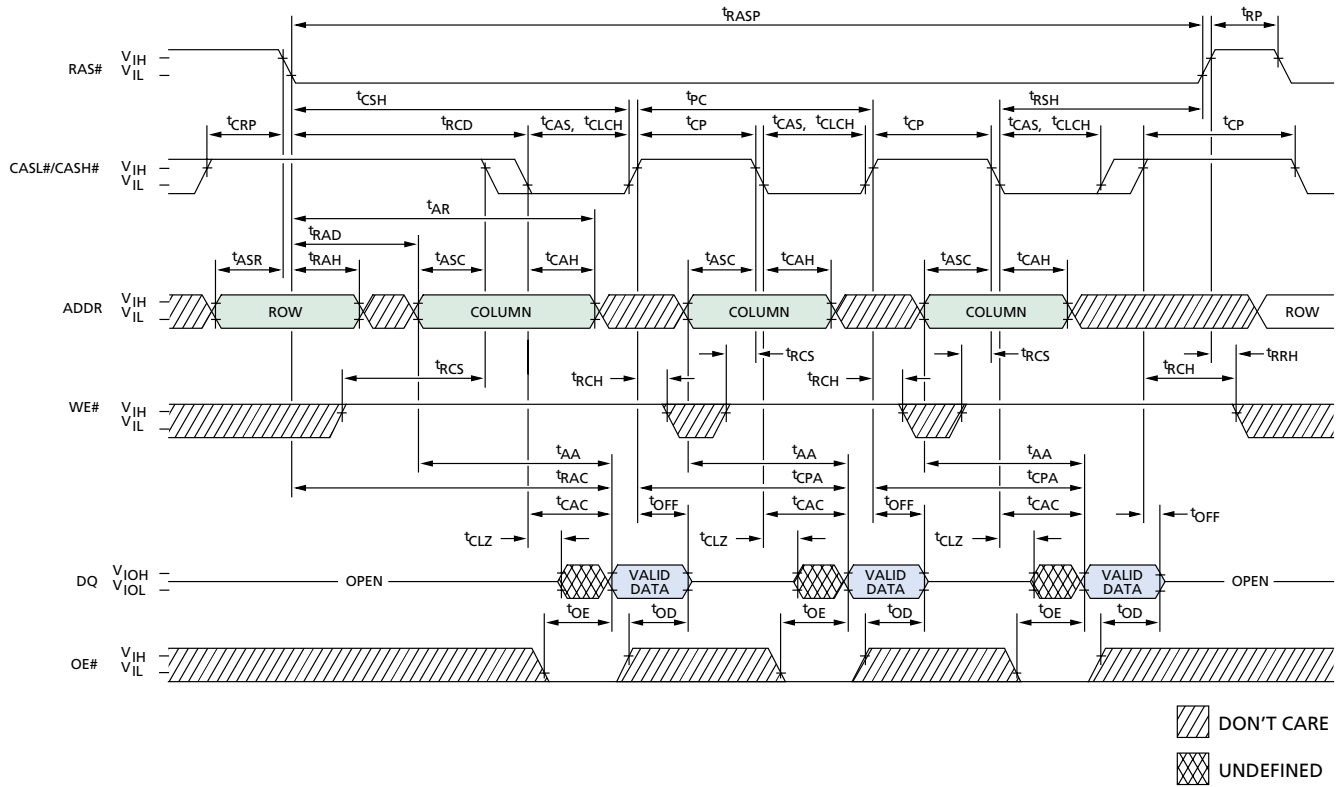 tRASP tRP
RAS# VIH
VIL
tCSH tPC tRSH
tCRP tRCD tCAS, tCLCH tCP tCAS, tCLCH tCP tCAS, tCLCH tCP
CASL#/CASH# VIH
VIL
tAR
tRAD
tASR tRAH tASC tCAH tASC tCAH tASC tCAH
ADDR VIH
VIL
ROW COLUMN COLUMN COLUMN ROW
tRCS tRCH tRCS tRCH tRCS tRCH tRRH
WE# VIH
VIL
tAA tAA tAA
tRAC tCPA tCPA
tCAC tOFF tCAC tOFF tCAC tOFF
tCLZ tCLZ tCLZ
DQ VIOH
VIOL
OPEN VALID DATA VALID DATA VALID DATA OPEN
tOE tOD tOE tOD tOE tOD
OE# VIH
VIL
DON'T CARE
UNDEFINED